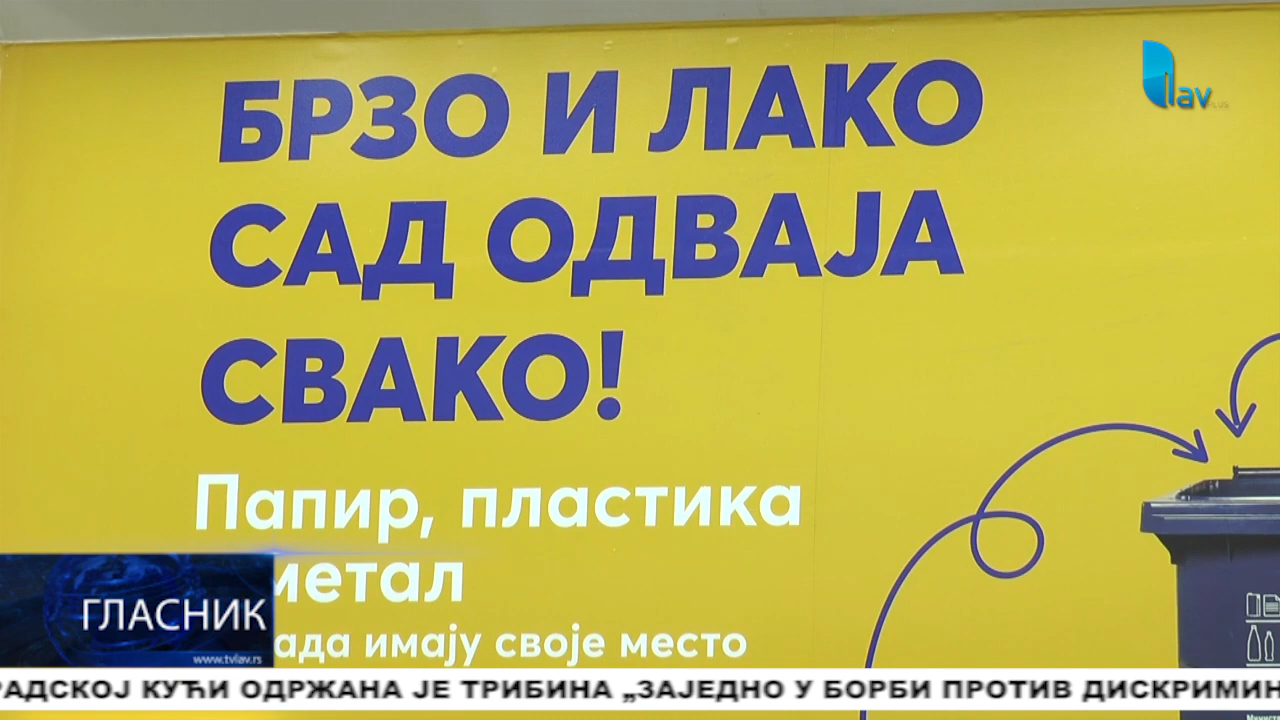 БРЗО И ЛАКО
САД ОДВАЈА
СВАКО!
Папир, пластика
метал
ада имају своје место
lav
ГЛАСНИК
www.tvlav.rs
РАДСКОЈ КУЋИ ОДРЖАНА ЈЕ ТРИБИНА „ЗАЈЕДНО У БОРБИ ПРОТИВ ДИСКРИМИН